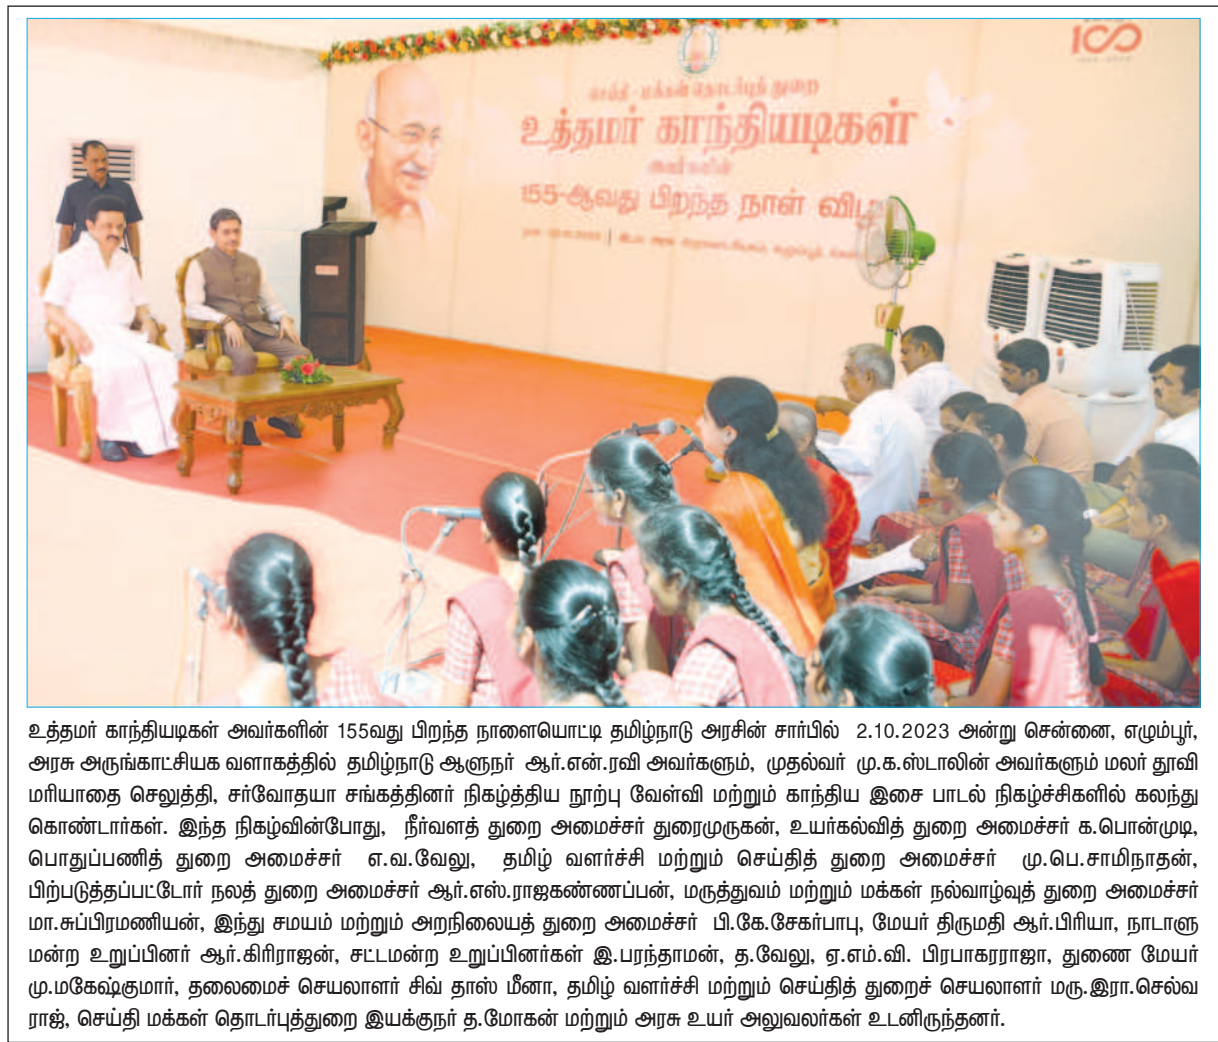 100
செய்தி - மக்கள் தொடர்புத் துறை
உத்தமர் காந்தியடிகள்
அவர்களின்
155-ஆவது பிறந்த நாள் விழா
உத்தமர் காந்தியடிகள் அவர்களின் 155வது பிறந்த நாளையொட்டி தமிழ்நாடு அரசின் சார்பில் 2.10.2023 அன்று சென்னை, எழும்பூர்,
அரசு அருங்காட்சியக வளாகத்தில் தமிழ்நாடு ஆளுநர் ஆர்.என்.ரவி அவர்களும், முதல்வர் மு.க.ஸ்டாலின் அவர்களும் மலர் தூவி
மரியாதை செலுத்தி, சர்வோதயா சங்கத்தினர் நிகழ்த்திய நூற்பு வேள்வி மற்றும் காந்திய இசை பாடல் நிகழ்ச்சிகளில் கலந்து
கொண்டார்கள். இந்த நிகழ்வின்போது, நீர்வளத் துறை அமைச்சர் துரைமுருகன், உயர்கல்வித் துறை அமைச்சர் க.பொன்முடி,
பொதுப்பணித் துறை அமைச்சர் எ.வ.வேலு, தமிழ் வளர்ச்சி மற்றும் செய்தித் துறை அமைச்சர் மு.பெ.சாமிநாதன்,
பிற்படுத்தப்பட்டோர் நலத் துறை அமைச்சர் ஆர்.எஸ்.ராஜகண்ணப்பன், மருத்துவம் மற்றும் மக்கள் நல்வாழ்வுத் துறை அமைச்சர்
மா.சுப்பிரமணியன், இந்து சமயம் மற்றும் அறநிலையத் துறை அமைச்சர் பி.கே.சேகர்பாபு, மேயர் திருமதி ஆர்.பிரியா, நாடாளு
மன்ற உறுப்பினர் ஆர்.கிரிராஜன், சட்டமன்ற உறுப்பினர்கள் இ.பரந்தாமன், த.வேலு, ஏ.எம்.வி. பிரபாகரராஜா, துணை மேயர்
மு.மகேஷ்குமார், தலைமைச் செயலாளர் சிவ் தாஸ் மீனா, தமிழ் வளர்ச்சி மற்றும் செய்தித் துறைச் செயலாளர் மரு.இரா.செல்வ
ராஜ், செய்தி மக்கள் தொடர்புத்துறை இயக்குநர் த.மோகன் மற்றும் அரசு உயர் அலுவலர்கள் உடனிருந்தனர்.